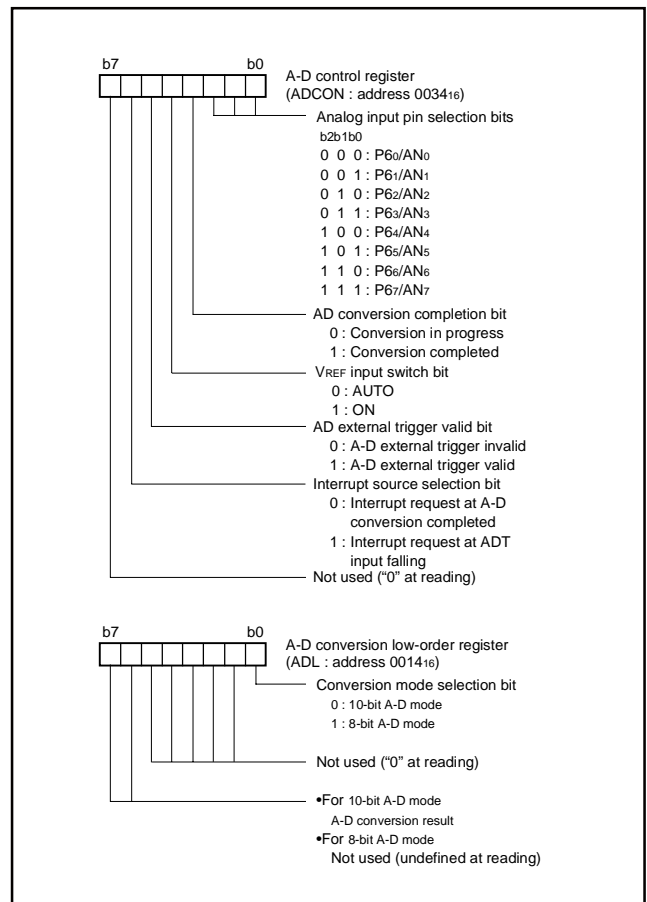 b7 b0
A-D control register
(ADCON : address 0034₁₆)
Analog input pin selection bits
b2b1b0
0 0 0 : P6₀/AN₀
0 0 1 : P6₁/AN₁
0 1 0 : P6₂/AN₂
0 1 1 : P6₃/AN₃
1 0 0 : P6₄/AN₄
1 0 1 : P6₅/AN₅
1 1 0 : P6₆/AN₆
1 1 1 : P6₇/AN₇
AD conversion completion bit
0 : Conversion in progress
1 : Conversion completed
VREF input switch bit
0 : AUTO
1 : ON
AD external trigger valid bit
0 : A-D external trigger invalid
1 : A-D external trigger valid
Interrupt source selection bit
0 : Interrupt request at A-D
conversion completed
1 : Interrupt request at ADT
input falling
Not used (“0” at reading)
b7 b0
A-D conversion low-order register
(ADL : address 0014₁₆)
Conversion mode selection bit
0 : 10-bit A-D mode
1 : 8-bit A-D mode
Not used (“0” at reading)
•For 10-bit A-D mode
A-D conversion result
•For 8-bit A-D mode
Not used (undefined at reading)